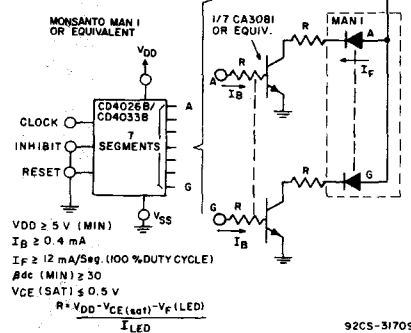 MONSANTO MAN I
OR EQUIVALENT
1/7 CA3081
OR EQUIV.
MAN I
VDD
R
A
IF
A
R
IB
CLOCK
INHIBIT
RESET
CD4026B/
CD4033B
7
SEGMENTS
A
G
VSS
R
G
G
R
IB
VDD ≥ 5 V (MIN)
IB ≥ 0.4 mA
IF ≥ 12 mA/Seg. (100 % DUTY CYCLE)
βdc (MIN) ≥ 30
VCE (SAT) ≤ 0.5 V
R = VDD-VCE(sat)-VF (LED)
ILED